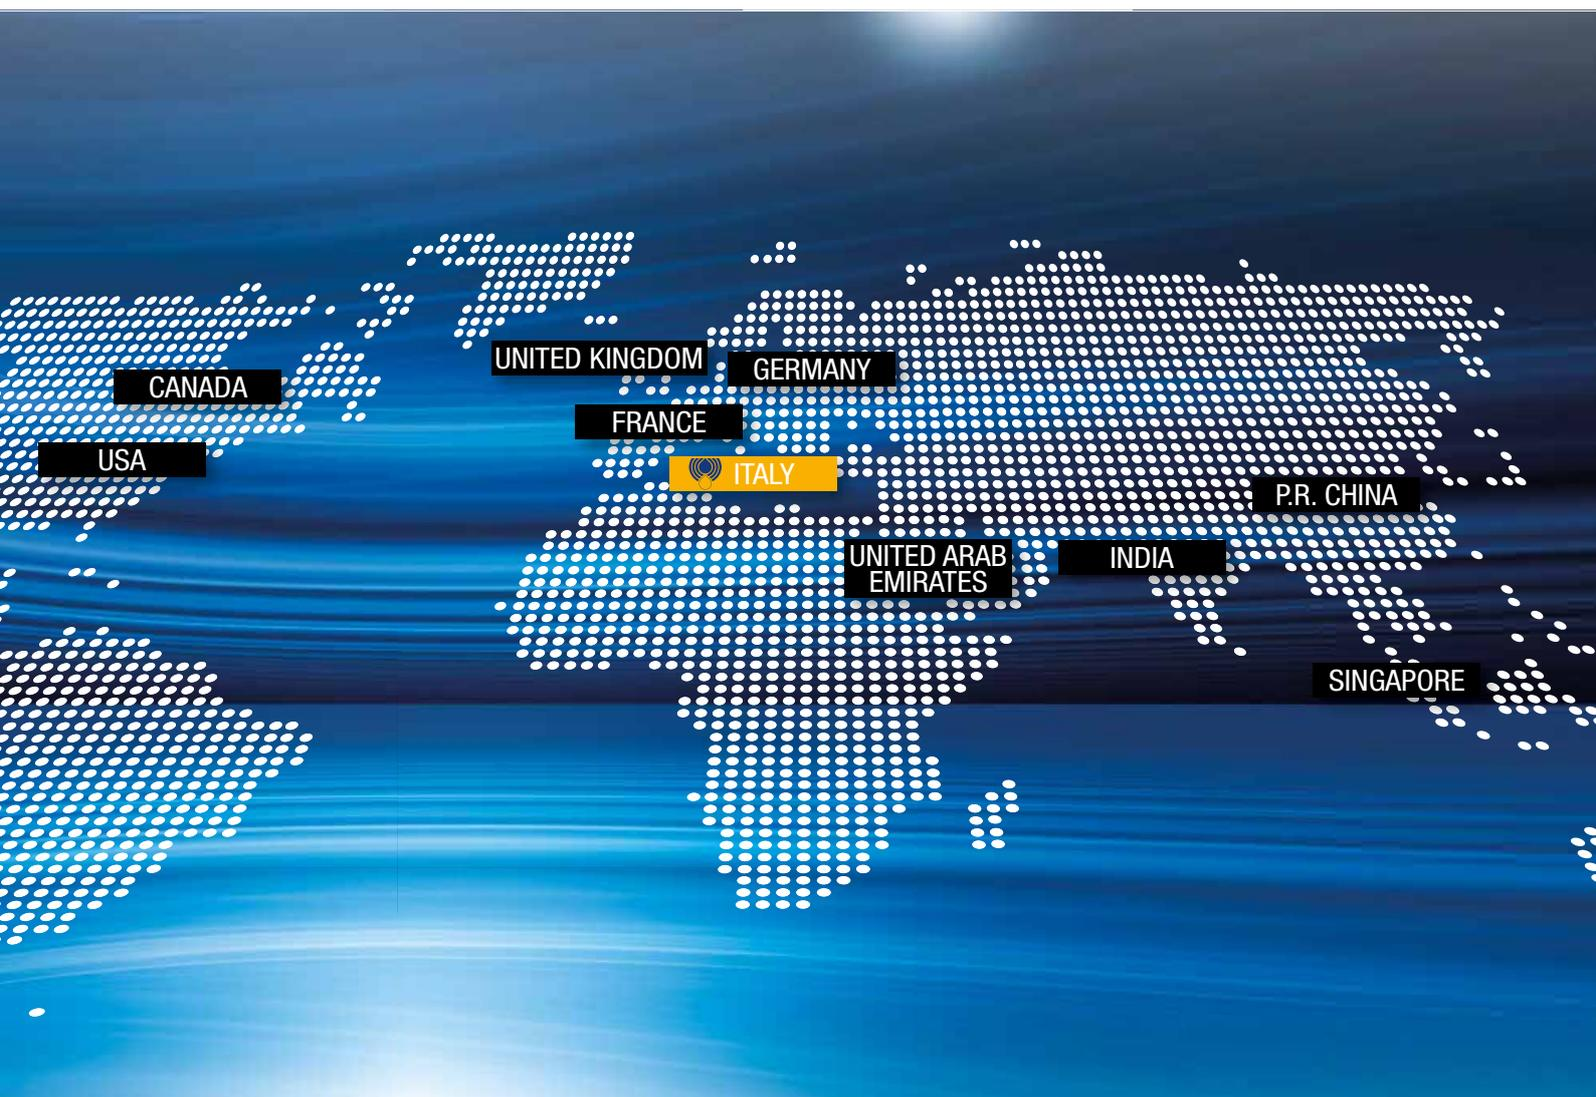 UNITED KINGDOM
GERMANY
CANADA
FRANCE
USA
ITALY
P.R. CHINA
UNITED ARAB
EMIRATES
INDIA
SINGAPORE